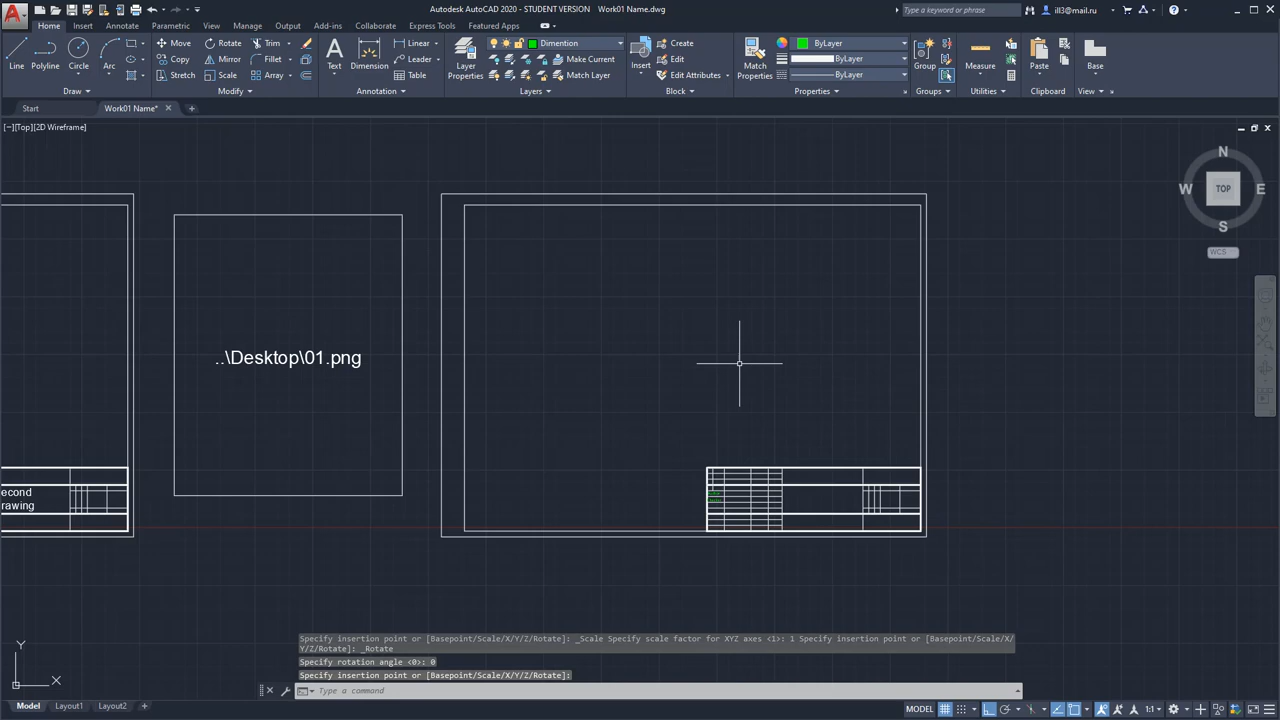 Autodesk AutoCAD 2020 - STUDENT VERSION Work01 Name.dwg
Type a keyword or phrase
ill3@mail.ru
Home Insert Annotate Parametric View Manage Output Add-ins Collaborate Express Tools Featured Apps
Line Polyline Circle Arc
Move Rotate Trim
Copy Mirror Fillet
Stretch Scale Array
Text Dimension
Linear
Leader
Table
Layer Properties
Dimention
Make Current
Match Layer
Insert
Create
Edit
Edit Attributes
Match Properties
ByLayer
ByLayer
ByLayer
Group Measure Paste Base
Draw Modify Annotation Layers Block Properties Groups Utilities Clipboard View
Start Work01 Name*
[−][Top][2D Wireframe]
N
W TOP E
S
WCS
..\Desktop\01.png
econd
rawing
Y
X
Specify insertion point or [Basepoint/Scale/X/Y/Z/Rotate]: _Scale Specify scale factor for XYZ axes <1>: 1 Specify insertion point or [Basepoint/Scale/X/
Y/Z/Rotate]: _Rotate
Specify rotation angle <0>: 0
Specify insertion point or [Basepoint/Scale/X/Y/Z/Rotate]:
Type a command
Model Layout1 Layout2
MODEL
1:1